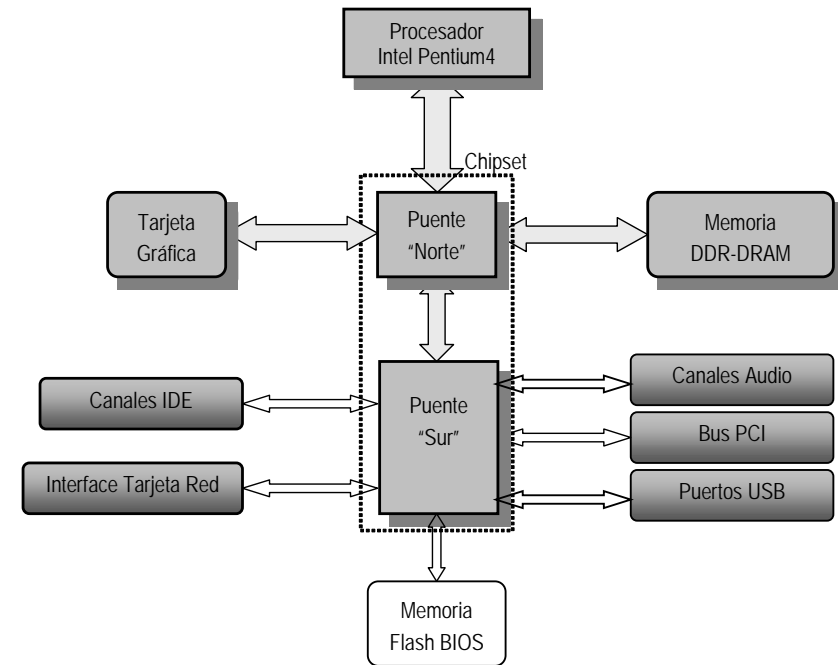 Procesador
Intel Pentium4
Chipset
Tarjeta
Gráfica
Puente
“Norte”
Memoria
DDR-DRAM
Canales IDE
Interface Tarjeta Red
Puente
“Sur”
Canales Audio
Bus PCI
Puertos USB
Memoria
Flash BIOS